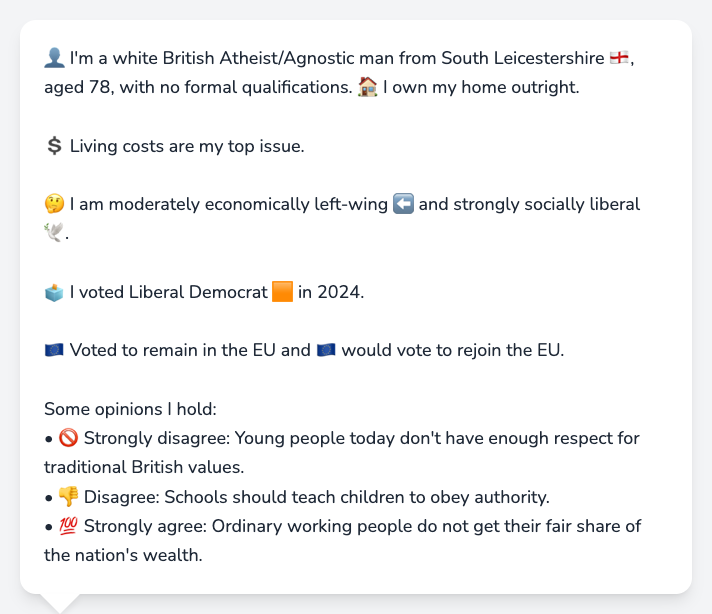 👤 I'm a white British Atheist/Agnostic man from South Leicestershire 🏴󠁧󠁢󠁥󠁮󠁧󠁿,
aged 78, with no formal qualifications. 🏠 I own my home outright.
💲 Living costs are my top issue.
🤔 I am moderately economically left-wing ⬅️ and strongly socially liberal
🕊️.
🗳️ I voted Liberal Democrat 🟧 in 2024.
🇪🇺 Voted to remain in the EU and 🇪🇺 would vote to rejoin the EU.
Some opinions I hold:
• 🚫 Strongly disagree: Young people today don't have enough respect for
traditional British values.
• 👎 Disagree: Schools should teach children to obey authority.
• 💯 Strongly agree: Ordinary working people do not get their fair share of
the nation's wealth.